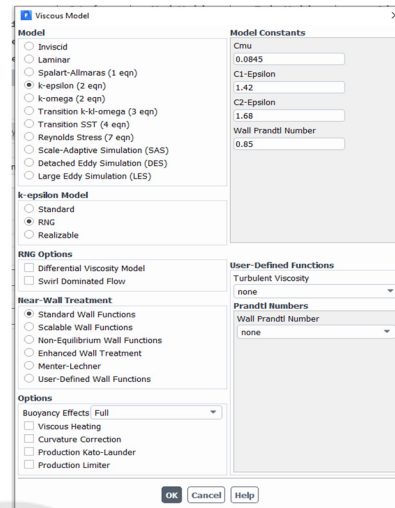 Viscous Model
Model
Inviscid
Laminar
Spalart-Allmaras (1 eqn)
k-epsilon (2 eqn)
k-omega (2 eqn)
Transition k-kl-omega (3 eqn)
Transition SST (4 eqn)
Reynolds Stress (7 eqn)
Scale-Adaptive Simulation (SAS)
Detached Eddy Simulation (DES)
Large Eddy Simulation (LES)
k-epsilon Model
Standard
RNG
Realizable
RNG Options
Differential Viscosity Model
Swirl Dominated Flow
Near-Wall Treatment
Standard Wall Functions
Scalable Wall Functions
Non-Equilibrium Wall Functions
Enhanced Wall Treatment
Menter-Lechner
User-Defined Wall Functions
Options
Buoyancy Effects Full
Viscous Heating
Curvature Correction
Production Kato-Launder
Production Limiter
Model Constants
Cmu
0.0845
C1-Epsilon
1.42
C2-Epsilon
1.68
Wall Prandtl Number
0.85
User-Defined Functions
Turbulent Viscosity
none
Prandtl Numbers
Wall Prandtl Number
none
OK Cancel Help